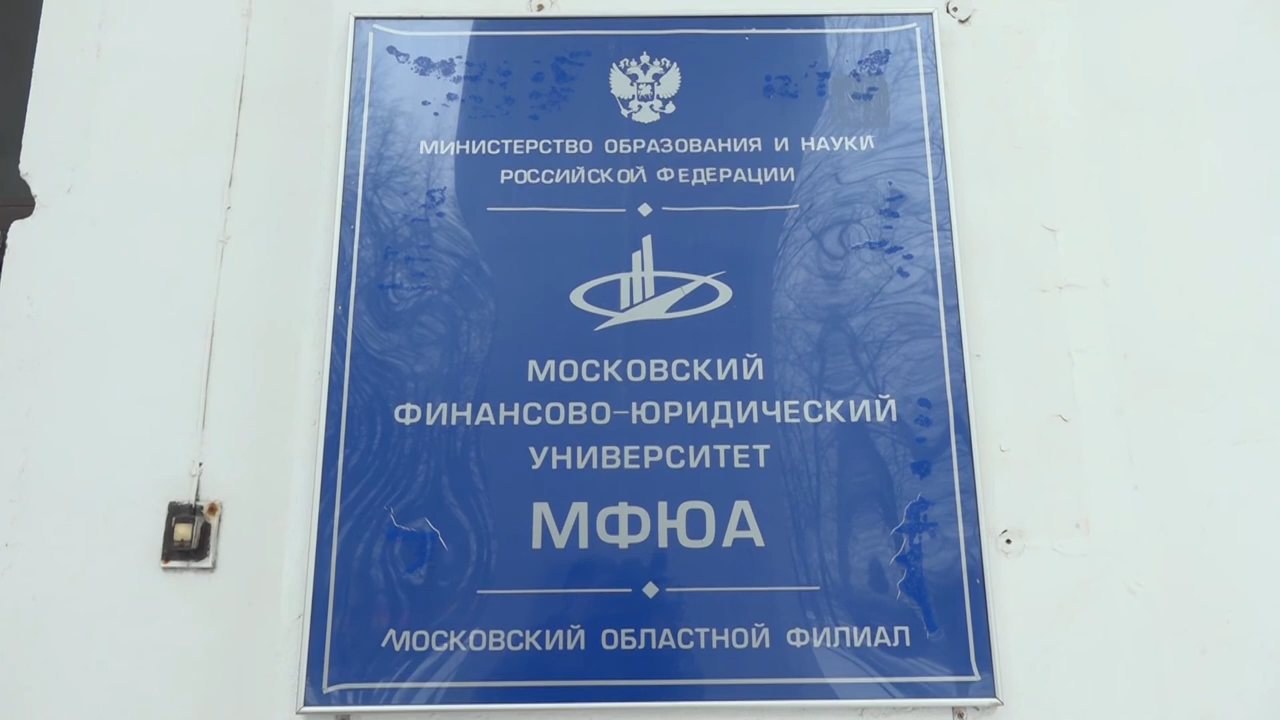 МИНИСТЕРСТВО ОБРАЗОВАНИЯ И НАУКИ
РОССИЙСКОЙ ФЕДЕРАЦИИ
МОСКОВСКИЙ
ФИНАНСОВО-ЮРИДИЧЕСКИЙ
УНИВЕРСИТЕТ
МФЮА
МОСКОВСКИЙ ОБЛАСТНОЙ ФИЛИАЛ